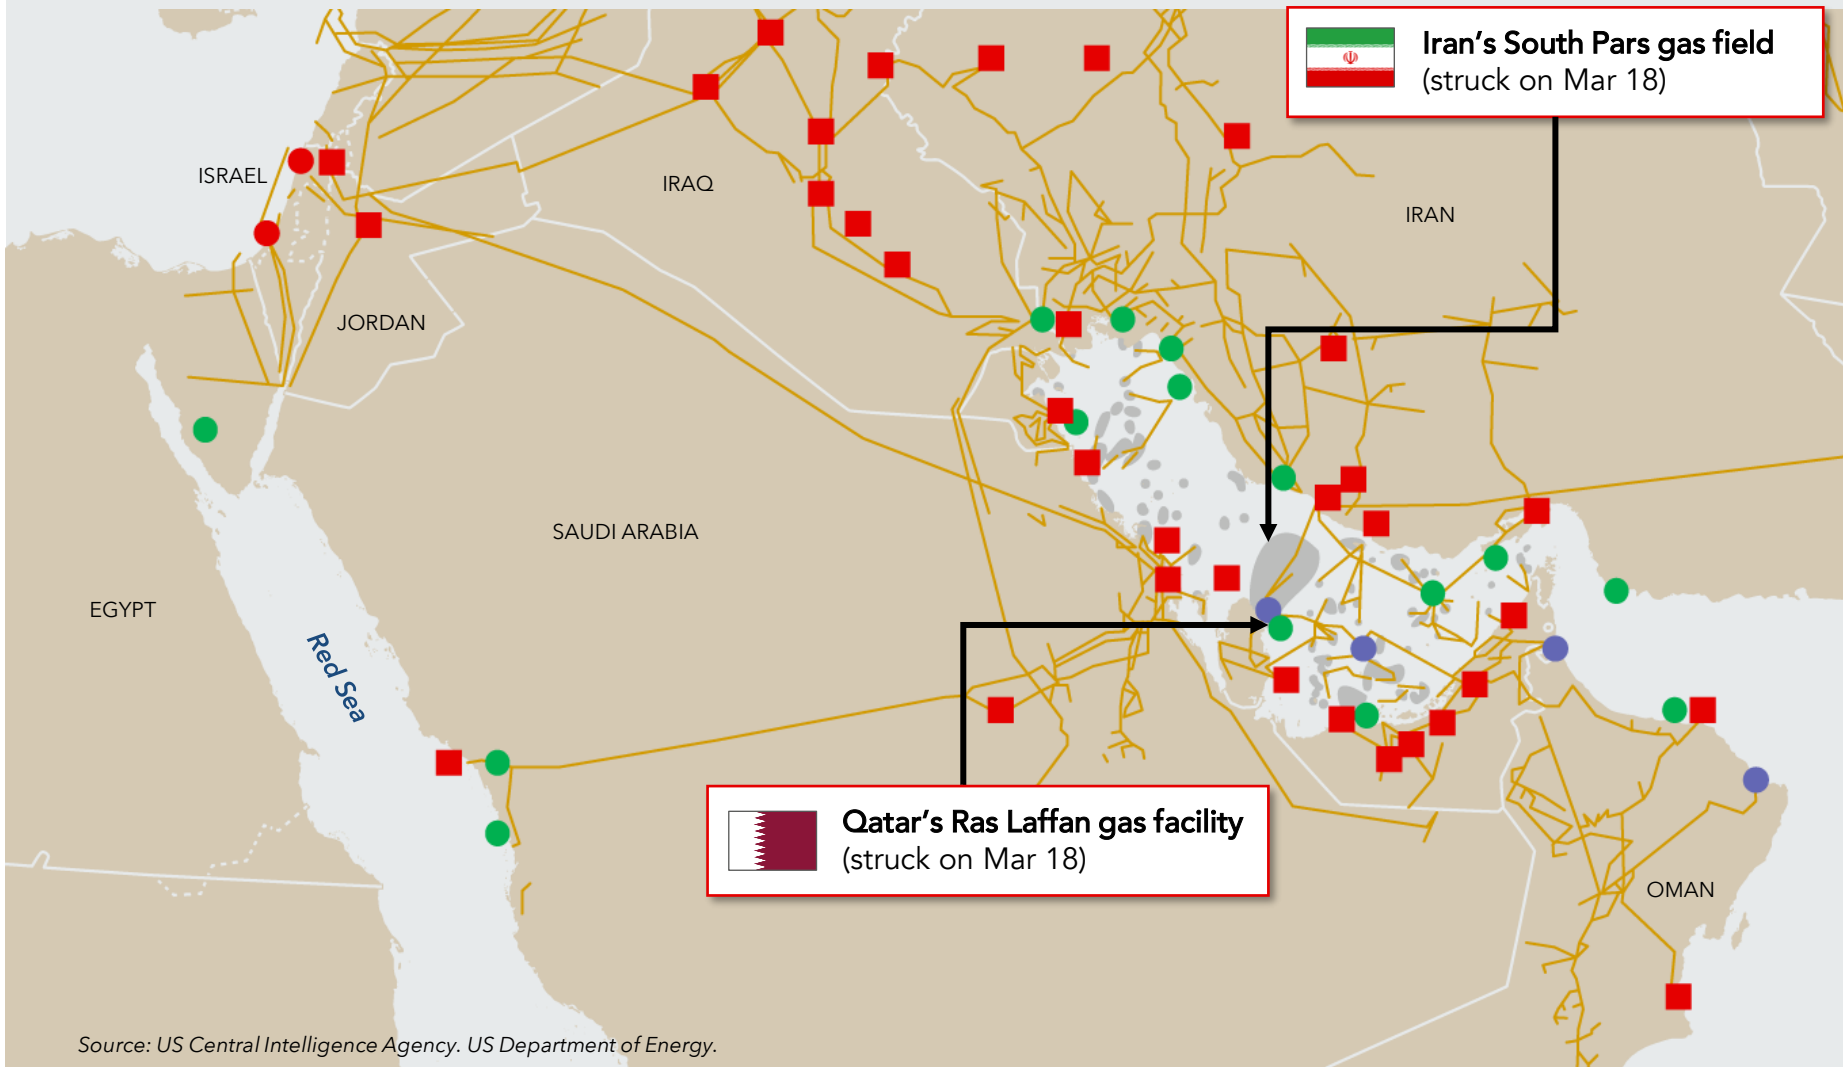 Iran's South Pars gas field
(struck on Mar 18)
ISRAEL
IRAQ
IRAN
JORDAN
SAUDI ARABIA
EGYPT
Red Sea
Qatar's Ras Laffan gas facility
(struck on Mar 18)
OMAN
Source: US Central Intelligence Agency. US Department of Energy.